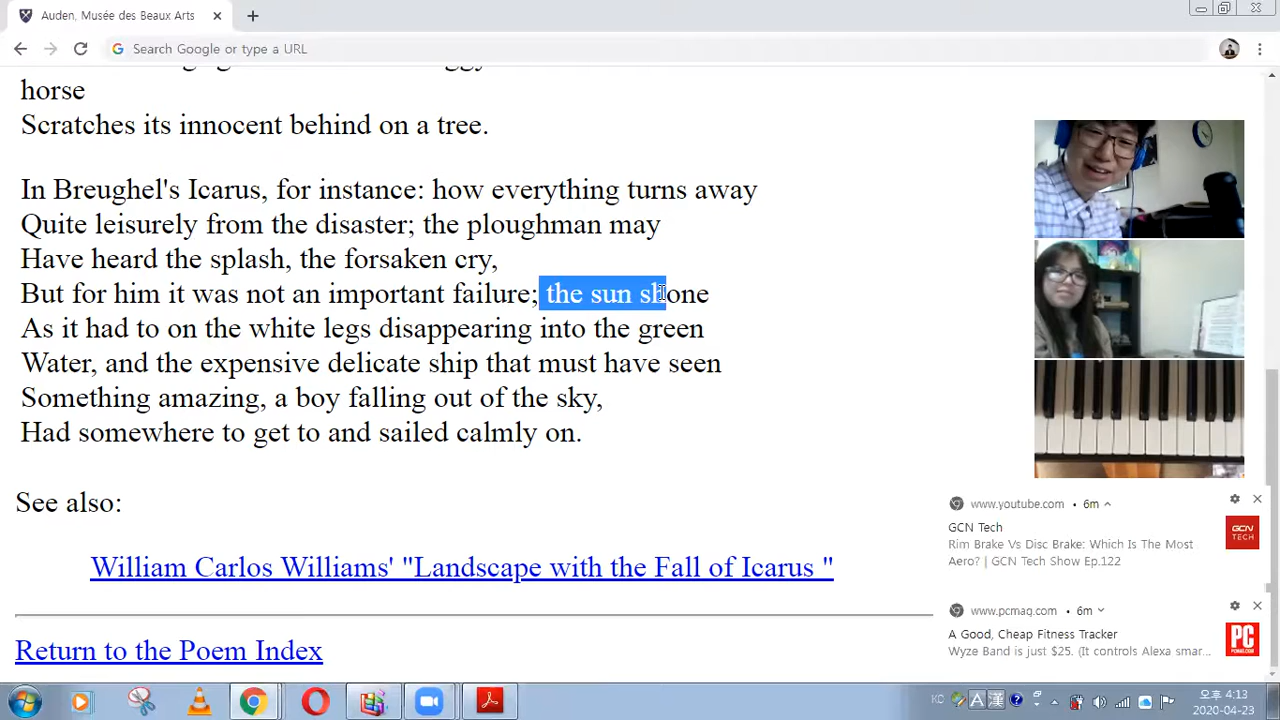 Auden, Musée des Beaux Arts
Search Google or type a URL
horse
Scratches its innocent behind on a tree.
In Breughel's Icarus, for instance: how everything turns away
Quite leisurely from the disaster; the ploughman may
Have heard the splash, the forsaken cry,
But for him it was not an important failure; the sun shone
As it had to on the white legs disappearing into the green
Water, and the expensive delicate ship that must have seen
Something amazing, a boy falling out of the sky,
Had somewhere to get to and sailed calmly on.
See also:
William Carlos Williams' "Landscape with the Fall of Icarus "
Return to the Poem Index
www.youtube.com • 6m
GCN Tech
Rim Brake Vs Disc Brake: Which Is The Most
Aero? | GCN Tech Show Ep.122
GCN
TECH
www.pcmag.com • 6m
A Good, Cheap Fitness Tracker
Wyze Band is just $25. (It controls Alexa smar...
PC
KC
A
漢
오후 4:13
2020-04-23